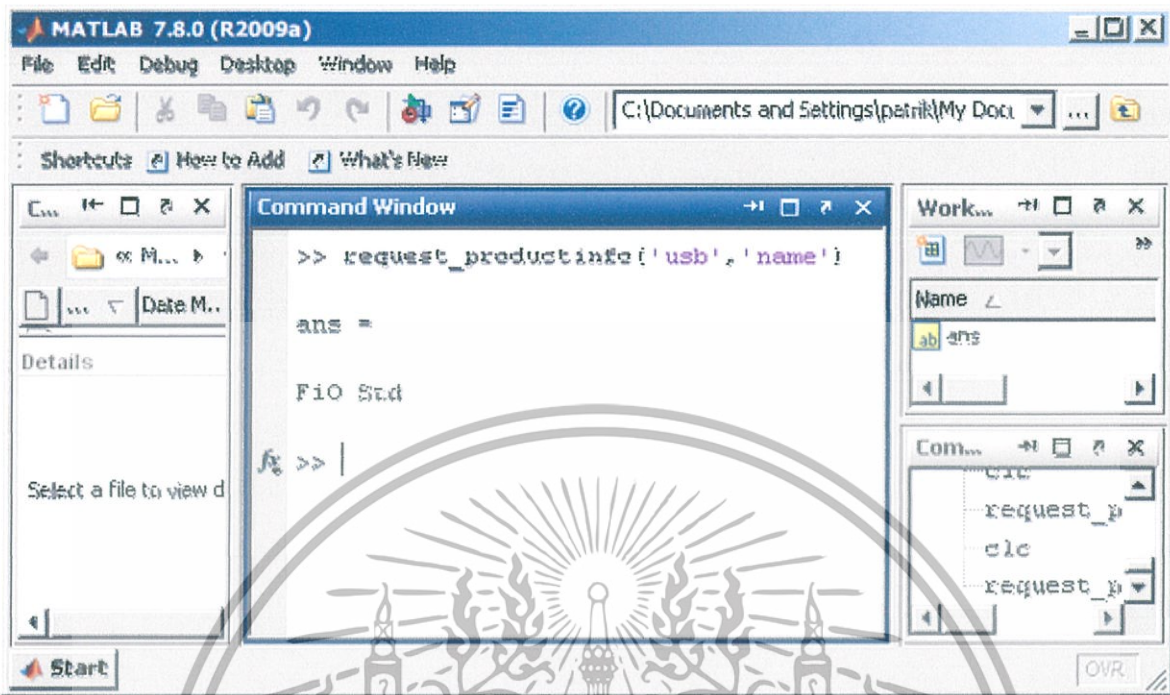 MATLAB 7.8.0 (R2009a)
File Edit Debug Desktop Window Help
C:\Documents and Settings\patrik\My Docu
...
Shortcuts How to Add What's New
C...
« M...
... Date M..
Details
Select a file to view d
Command Window
>> request_productinfo('usb','name')
ans =
FiO Std
fx >>
Work...
»
Name
ab ans
Com...
clc
request_p
clc
request_p
Start
OVR